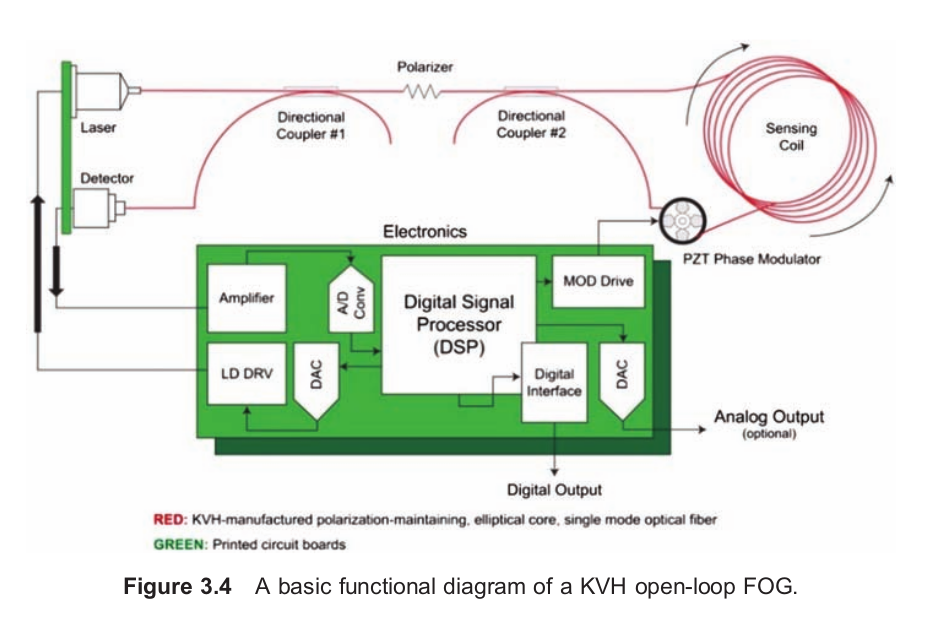 Polarizer
Laser
Directional
Coupler #1
Directional
Coupler #2
Sensing
Coil
Detector
Electronics
PZT Phase Modulator
Amplifier
A/D
Conv
Digital Signal
Processor
(DSP)
MOD Drive
LD DRV
DAC
Digital
Interface
DAC
Analog Output
(optional)
Digital Output
RED: KVH-manufactured polarization-maintaining, elliptical core, single mode optical fiber
GREEN: Printed circuit boards
Figure 3.4 A basic functional diagram of a KVH open-loop FOG.